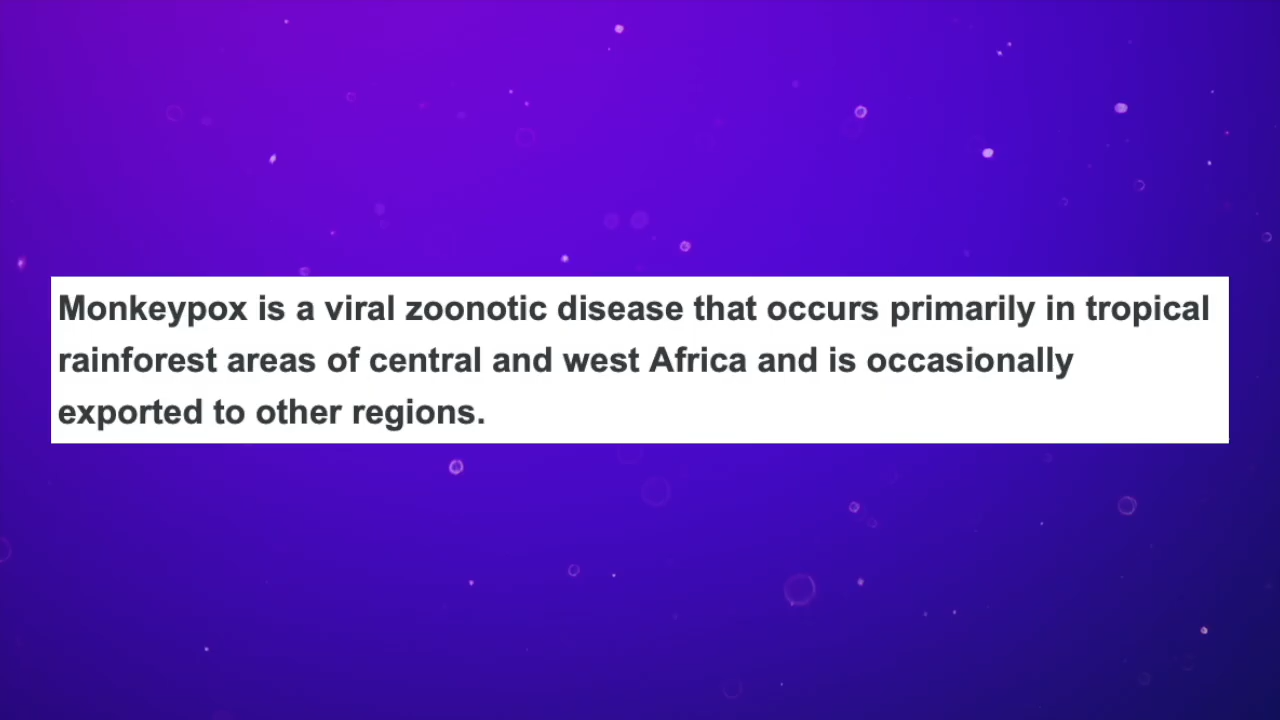 Monkeypox is a viral zoonotic disease that occurs primarily in tropical
rainforest areas of central and west Africa and is occasionally
exported to other regions.